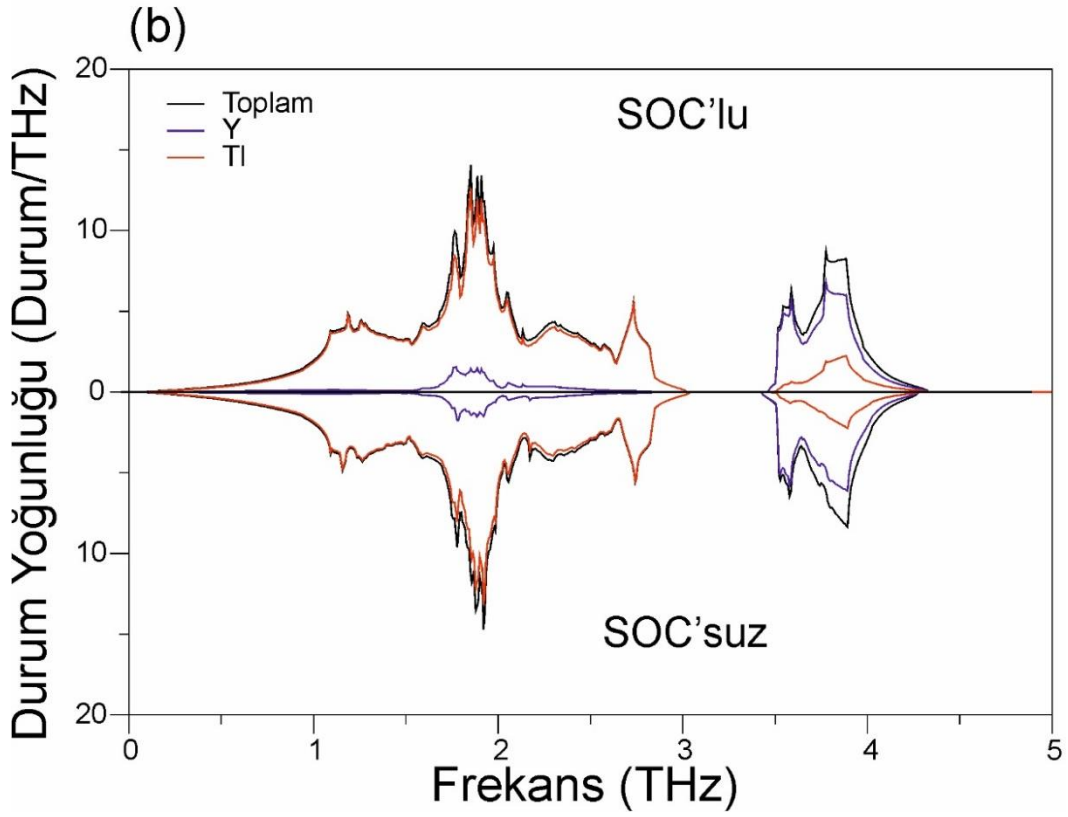 (b)
20
Toplam
Y
Tl
SOC'lu
10
0
10
SOC'suz
20
0
1
2
3
4
5
Durum Yoğunluğu (Durum/THz)
Frekans (THz)